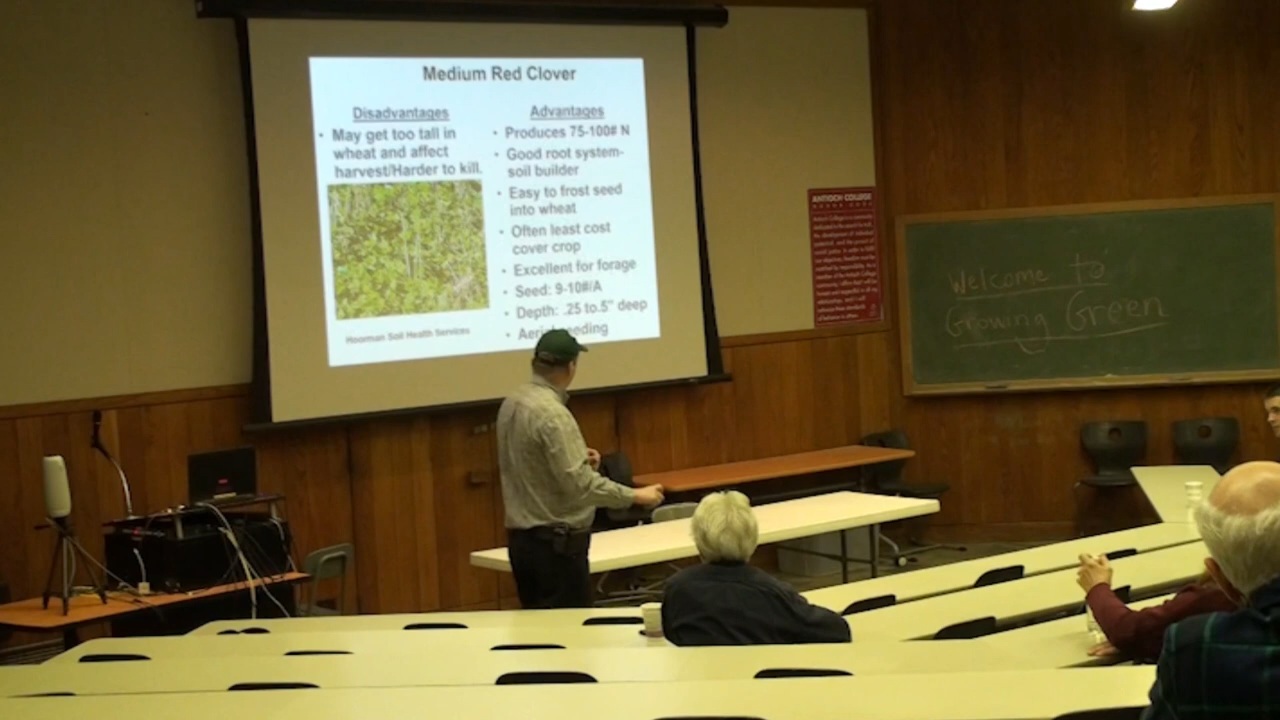 Medium Red Clover
Disadvantages
• May get too tall in
wheat and affect
harvest/Harder to kill.
Hoorman Soil Health Services
Advantages
• Produces 75-100# N
• Good root system-
soil builder
• Easy to frost seed
into wheat
• Often least cost
cover crop
• Excellent for forage
• Seed: 9-10#/A
• Depth: .25 to.5" deep
• Aerial seeding
ANTIOCH COLLEGE
HONOR CODE
Welcome to
Growing Green